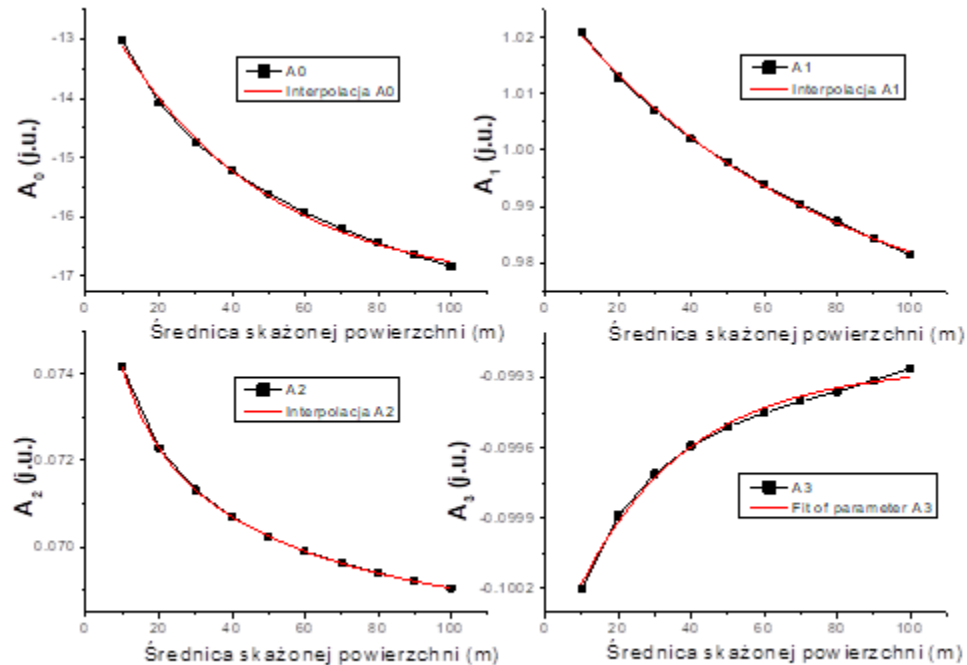 A0
Interpolacja A0
A₀ (j.u.)
-13
-14
-15
-16
-17
0 20 40 60 80 100
Średnica skażonej powierzchni (m)
A1
Interpolacja A1
A₁ (j.u.)
1.02
1.01
1.00
0.99
0.98
0 20 40 60 80 100
Średnica skażonej powierzchni (m)
A2
Interpolacja A2
A₂ (j.u.)
0.074
0.072
0.070
0 20 40 60 80 100
Średnica skażonej powierzchni (m)
A3
Fit of parameter A3
A₃ (j.u.)
-0.0993
-0.0996
-0.0999
-0.1002
0 20 40 60 80 100
Średnica skażonej powierzchni (m)